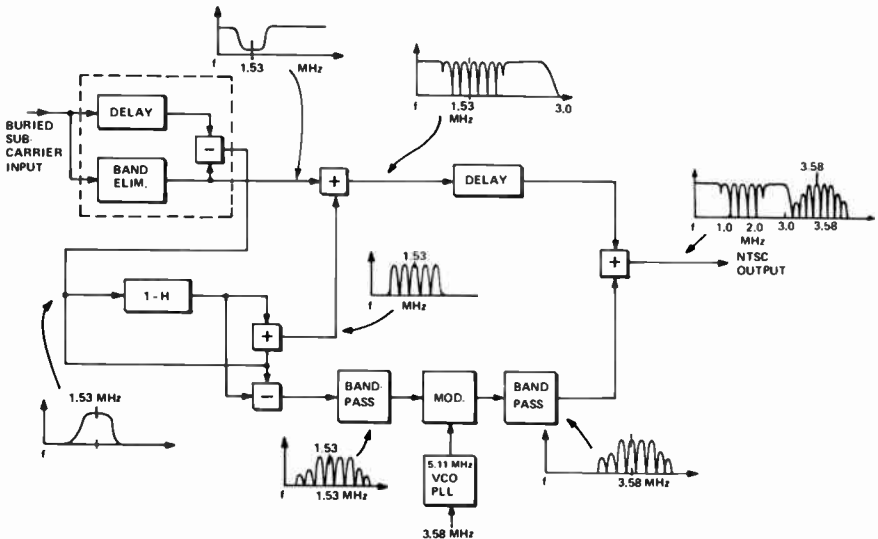 f
1.53
MHz
f
1.53
MHz
3.0
DELAY
BURIED
SUB-
CARRIER
INPUT
−
BAND
ELIM.
+
DELAY
3.58
f
1.0
2.0
3.0
3.58
MHz
1.53
f
MHz
+
NTSC
OUTPUT
1 - H
+
−
BAND-
PASS
MOD.
BAND
PASS
1.53 MHz
f
1.53
f
1.53 MHz
5.11 MHz
VCO
PLL
3.58 MHz
f
3.58 MHz